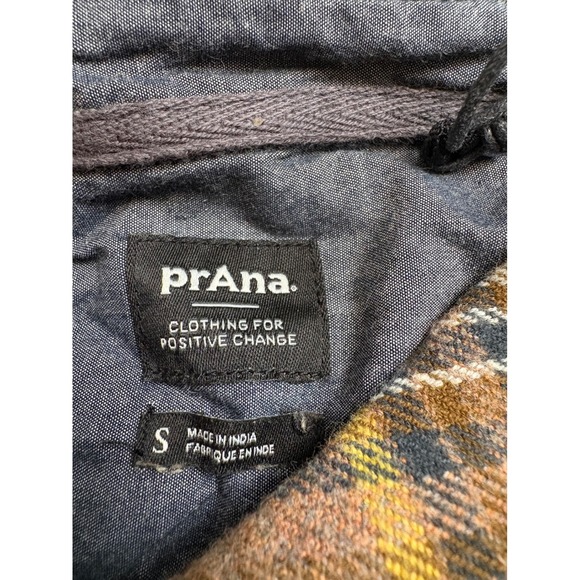 prAna.
CLOTHING FOR
POSITIVE CHANGE
S
MADE IN INDIA
FABRIQUE EN INDE